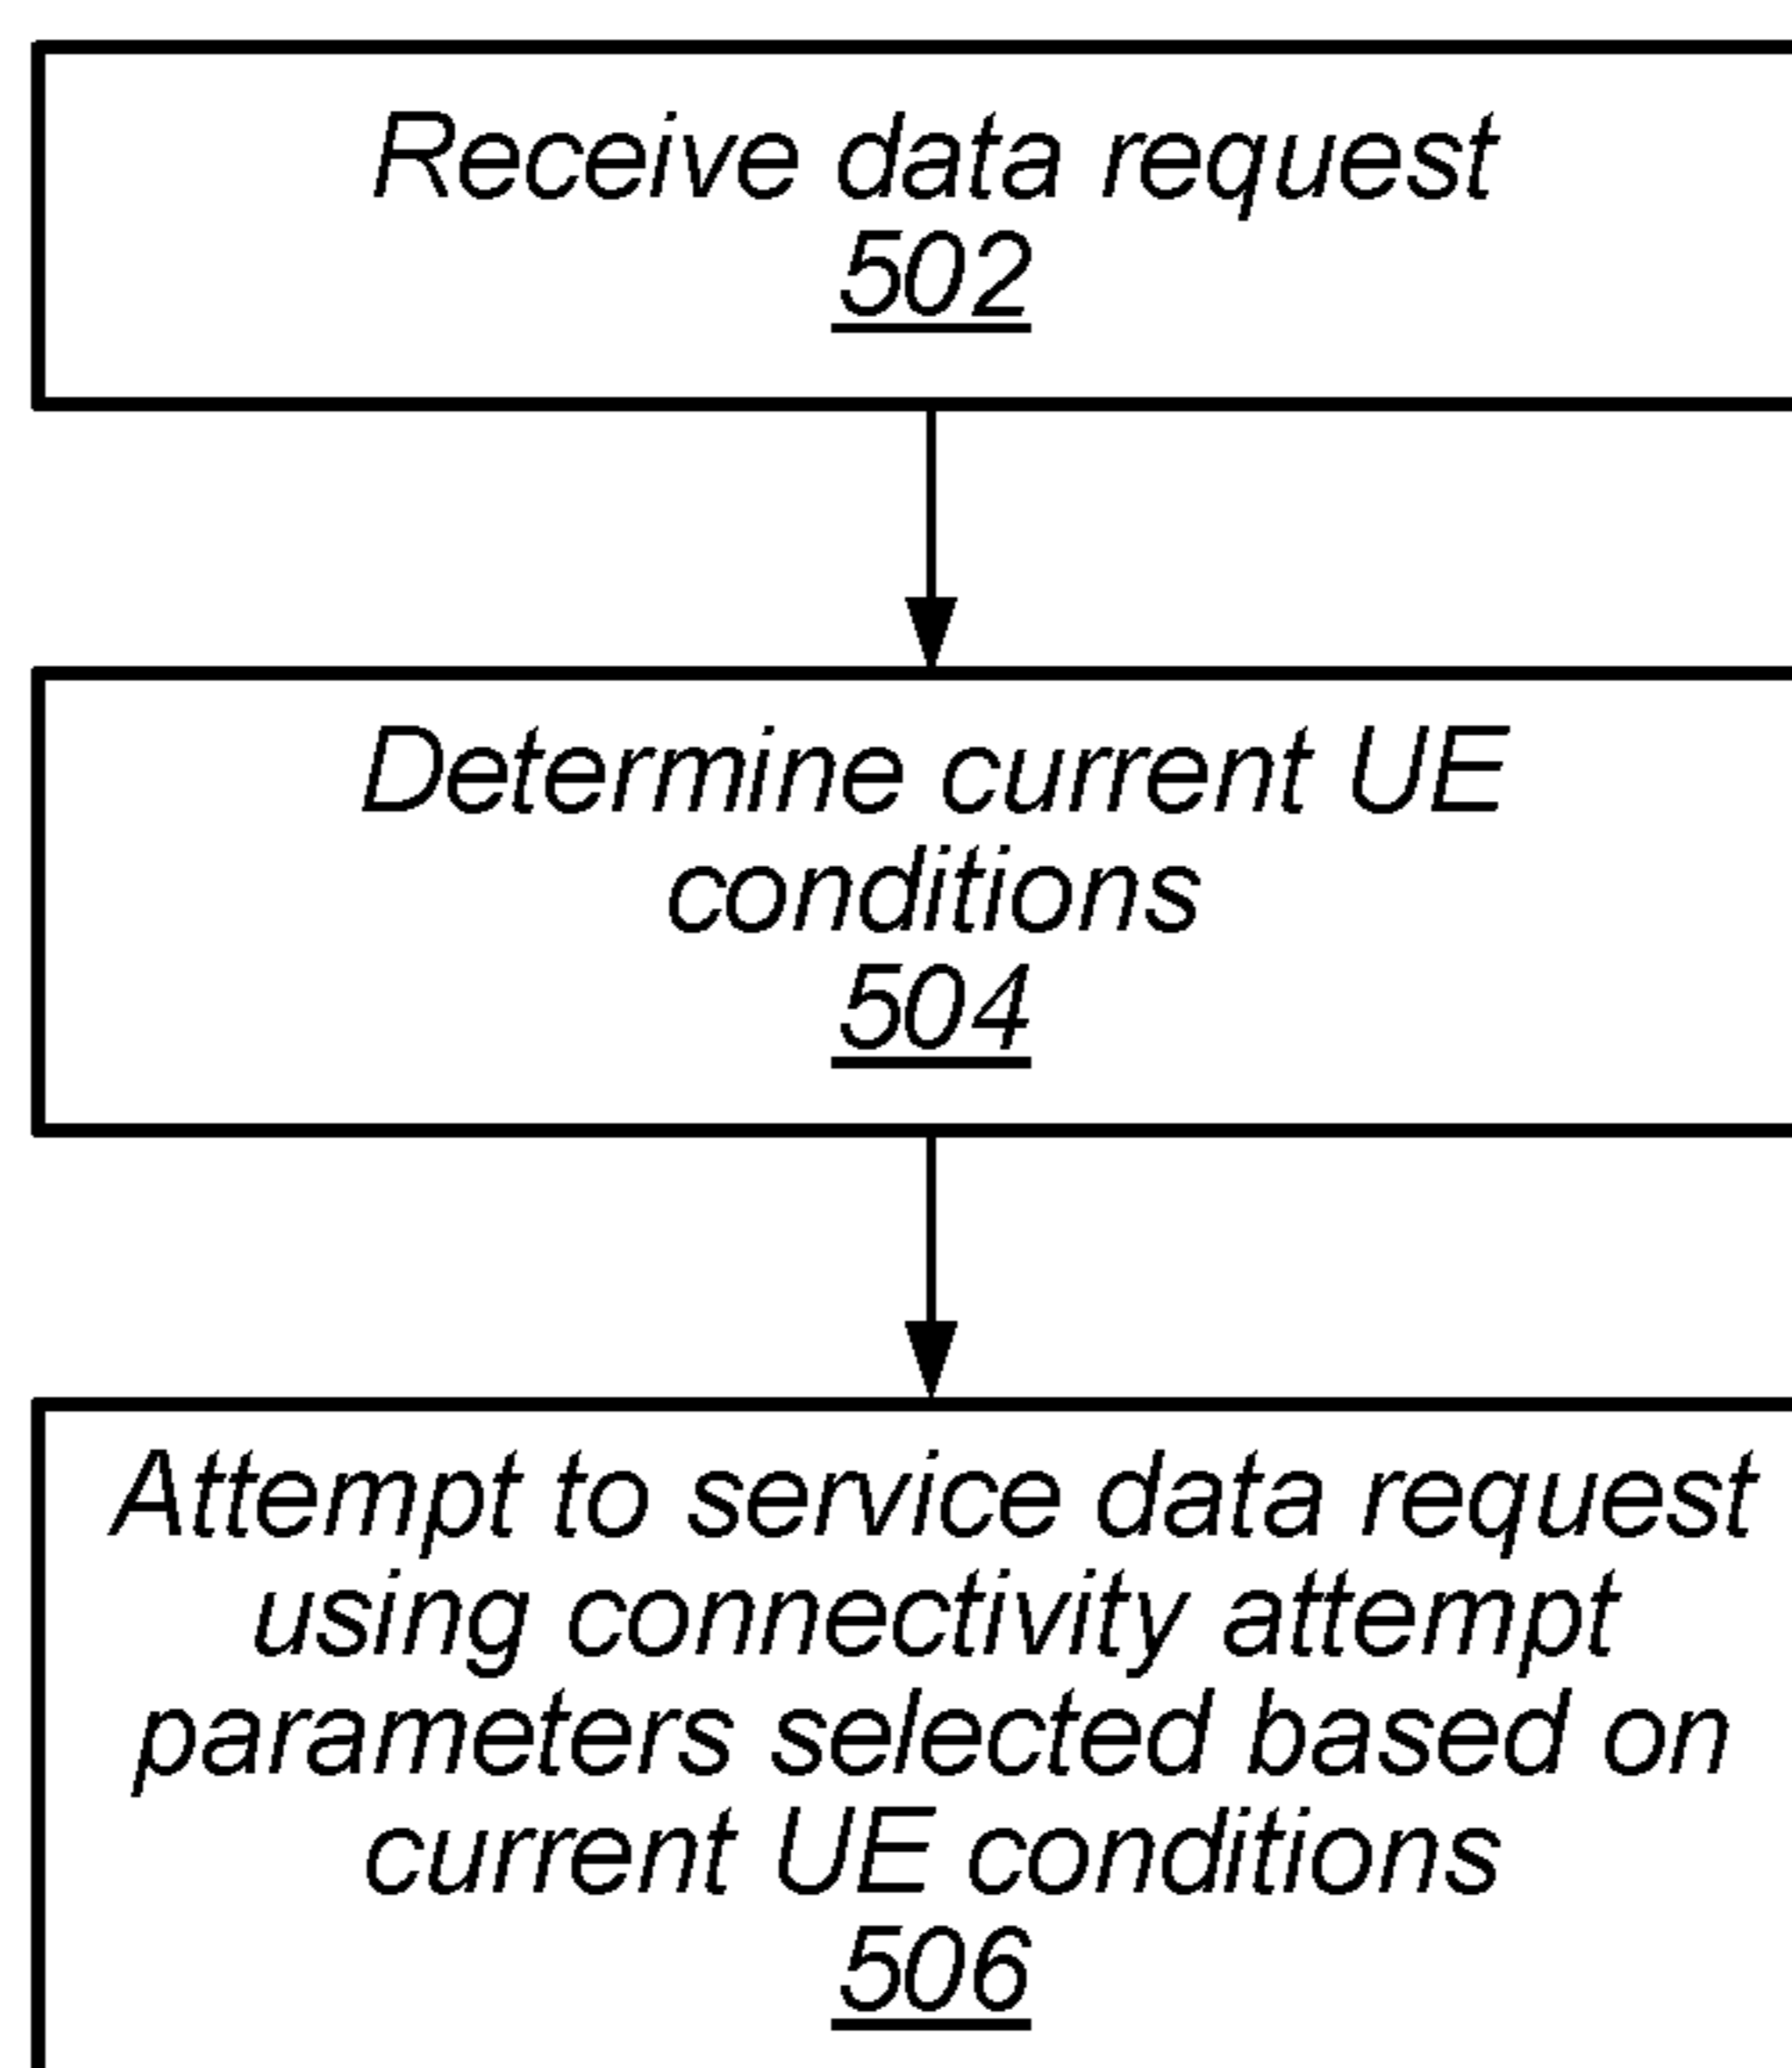 Receive data request
502
Determine current UE
conditions
504
Attempt to service data request
using connectivity attempt
parameters selected based on
current UE conditions
506